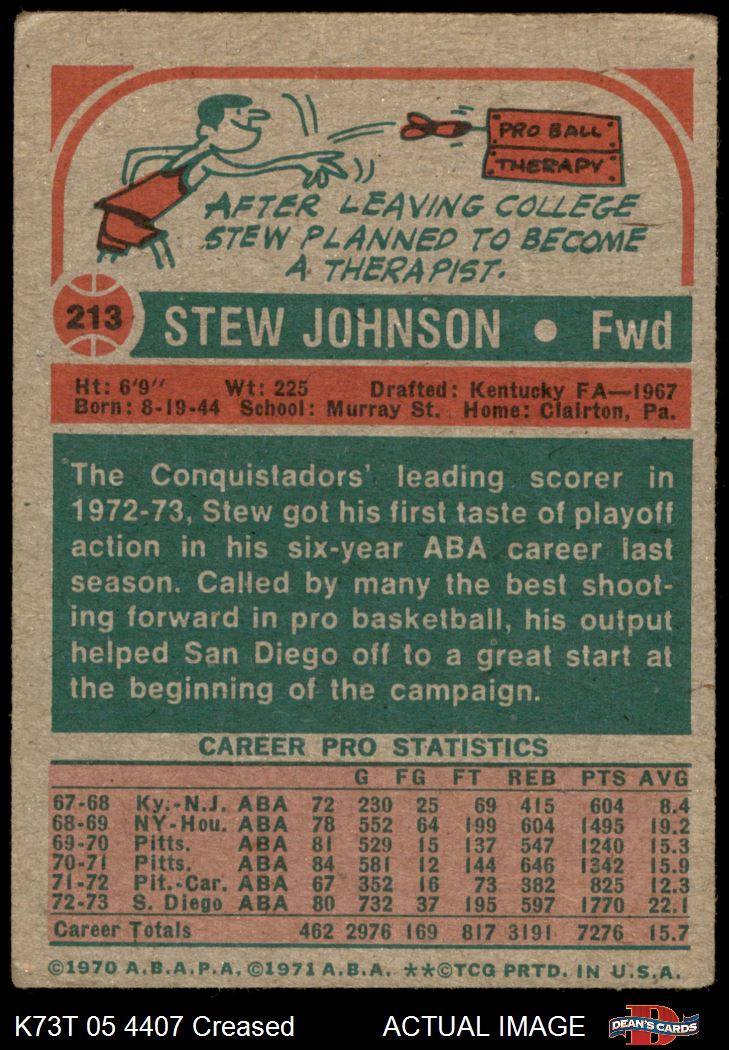 PRO BALL
THERAPY
AFTER LEAVING COLLEGE
STEW PLANNED TO BECOME
A THERAPIST.
213 STEW JOHNSON • Fwd
Ht: 6'9" Wt: 225 Drafted: Kentucky FA—1967
Born: 8-19-44 School: Murray St. Home: Clairton, Pa.
The Conquistadors' leading scorer in
1972-73, Stew got his first taste of playoff
action in his six-year ABA career last
season. Called by many the best shoot-
ing forward in pro basketball, his output
helped San Diego off to a great start at
the beginning of the campaign.
CAREER PRO STATISTICS
G FG FT REB PTS AVG
67-68 Ky.-N.J. ABA 72 230 25 69 415 604 8.4
68-69 NY-Hou. ABA 78 552 64 199 604 1495 19.2
69-70 Pitts. ABA 81 529 15 137 547 1240 15.3
70-71 Pitts. ABA 84 581 12 144 646 1342 15.9
71-72 Pit.-Car. ABA 67 352 16 73 382 825 12.3
72-73 S. Diego ABA 80 732 37 195 597 1770 22.1
Career Totals 462 2976 169 817 3191 7276 15.7
©1970 A.B.A.P.A. ©1971 A.B.A. **©TCG PRTD. IN U.S.A.
K73T 05 4407 Creased ACTUAL IMAGE DEAN'S CARDS